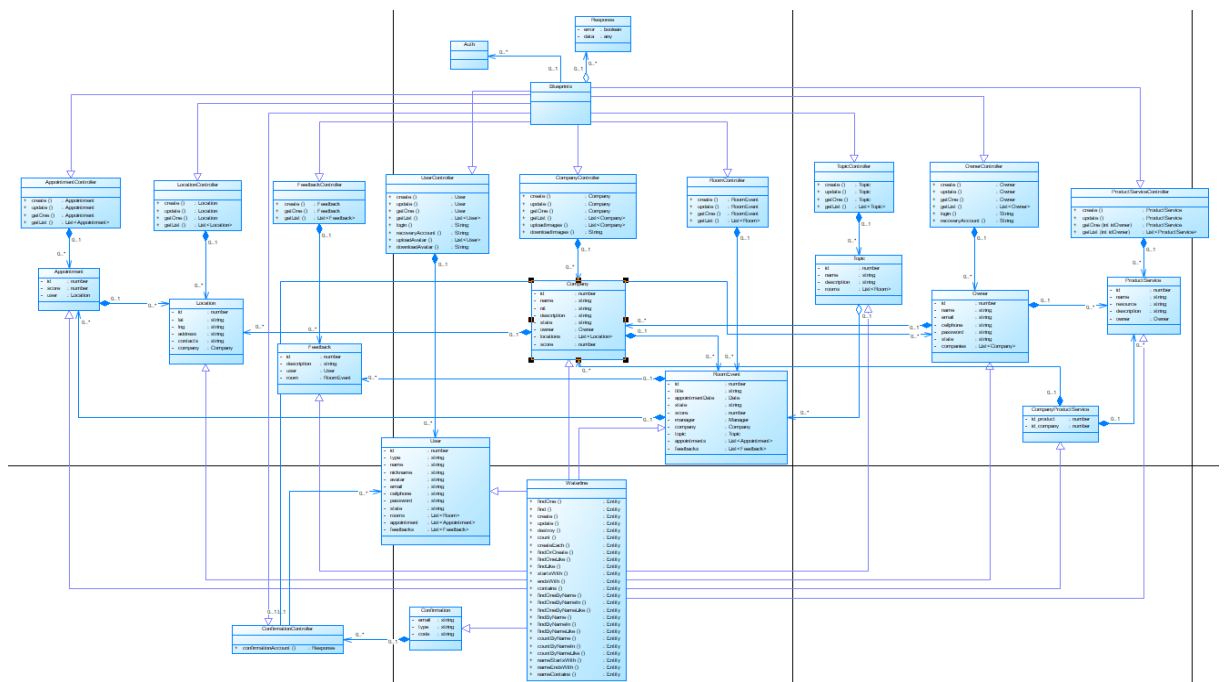 Response
- error : boolean
- data : any
Auth
0..*
0..1
0..*
0..1
Blueprints
AppointmentController
+ create () : Appointment
+ update () : Appointment
+ getOne () : Appointment
+ getList () : List<Appointment>
LocationController
+ create () : Location
+ update () : Location
+ getOne () : Location
+ getList () : List<Location>
FeedbackController
+ create () : Feedback
+ getOne () : Feedback
+ getList () : List<Feedback>
UserController
+ create () : User
+ update () : User
+ getOne () : User
+ getList () : List<User>
+ login () : String
+ recoveryAccount () : String
+ uploadAvatar () : List<User>
+ downloadAvatar () : String
CompanyController
+ create () : Company
+ update () : Company
+ getOne () : Company
+ getList () : List<Company>
+ uploadImages () : List<Company>
+ downloadImages () : String
RoomController
+ create () : RoomEvent
+ update () : RoomEvent
+ getOne () : RoomEvent
+ getList () : List<Room>
TopicController
+ create () : Topic
+ update () : Topic
+ getOne () : Topic
+ getList () : List<Topic>
OwnerController
+ create () : Owner
+ update () : Owner
+ getOne () : Owner
+ getList () : List<Owner>
+ login () : String
+ recoveryAccount () : String
ProductServiceController
+ create () : ProductService
+ update () : ProductService
+ getOne (int idOwner) : ProductService
+ getList (int idOwner) : List<ProductService>
Appointment
- id : number
- score : number
- user : Location
Location
- id : number
- lat : string
- lng : string
- address : string
- contacts : string
- company : Company
Feedback
- id : number
- description : string
- user : User
- room : RoomEvent
Company
- id : number
- name : string
- nit : string
- description : string
- state : string
- owner : Owner
- locations : List<Location>
- score : number
Topic
- id : number
- name : string
- description : string
- rooms : List<Room>
Owner
- id : number
- name : string
- email : string
- cellphone : string
- password : string
- state : string
- companies : List<Company>
ProductService
- id : number
- name : string
- resource : string
- description : string
- owner : Owner
RoomEvent
- id : number
- title : string
- appointmentDate : Date
- state : string
- score : number
- manager : Manager
- company : Company
- topic : Topic
- appointments : List<Appointment>
- feedbacks : List<Feedback>
CompanyProductService
- id_product : number
- id_company : number
User
- id : number
- type : string
- name : string
- nickname : string
- avatar : string
- email : string
- cellphone : string
- password : string
- state : string
- rooms : List<Room>
- appointment : List<Appointment>
- feedbacks : List<Feedback>
Waterline
+ findOne () : Entity
+ find () : Entity
+ create () : Entity
+ update () : Entity
+ destroy () : Entity
+ count () : Entity
+ createEach () : Entity
+ findOrCreate () : Entity
+ findOneLike () : Entity
+ findLike () : Entity
+ startsWith () : Entity
+ endsWith () : Entity
+ contains () : Entity
+ findOneByName () : Entity
+ findOneByNameIn () : Entity
+ findOneByNameLike () : Entity
+ findByName () : Entity
+ findByNameIn () : Entity
+ findByNameLike () : Entity
+ countByName () : Entity
+ countByNameIn () : Entity
+ countByNameLike () : Entity
+ nameStartsWith () : Entity
+ nameEndsWith () : Entity
+ nameContains () : Entity
Confirmation
- email : string
- type : string
- code : string
ConfirmationController
+ confirmationAccount () : Response